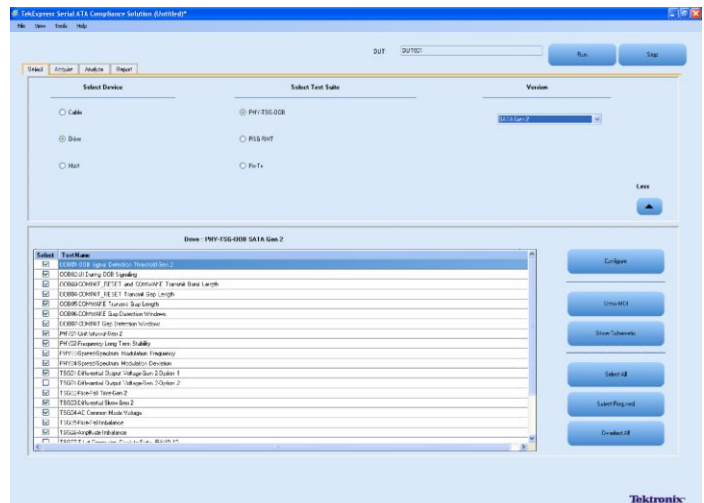 TekExpress Serial ATA Compliance Solution (Untitled)*
File View Tools Help
DUT DUT001 Run Stop
Select Acquire Analyze Report
Select Device Select Test Suite Version
Cable PHY-TSG-OOB
SATA Gen 2
Drive RSG-RMT
Host Rx-Tx
Less
Drive : PHY-TSG-OOB SATA Gen 2
Select Test Name
OOB01-OOB Signal Detection Threshold Gen 2
OOB02-UI During OOB Signaling
OOB03-COMINIT_RESET and COMWAKE Transmit Burst Length
OOB04-COMINIT_RESET Transmit Gap Length
OOB05-COMWAKE Transmit Gap Length
OOB06-COMWAKE Gap Detection Windows
OOB07-COMINIT Gap Detection Windows
PHY01-Unit Interval Gen 2
PHY02-Frequency Long Term Stability
PHY03-Spread Spectrum Modulation Frequency
PHY04-Spread Spectrum Modulation Deviation
TSG01-Differential Output Voltage Gen 2-Option 1
TSG01-Differential Output Voltage Gen 2-Option 2
TSG02-Rise-Fall Time Gen 2
TSG03-Differential Skew Gen 2
TSG04-AC Common Mode Voltage
TSG05-Rise-Fall Imbalance
TSG06-Amplitude Imbalance
Configure
Show MOI
Show Schematic
Select All
Select Required
Deselect All
Tektronix